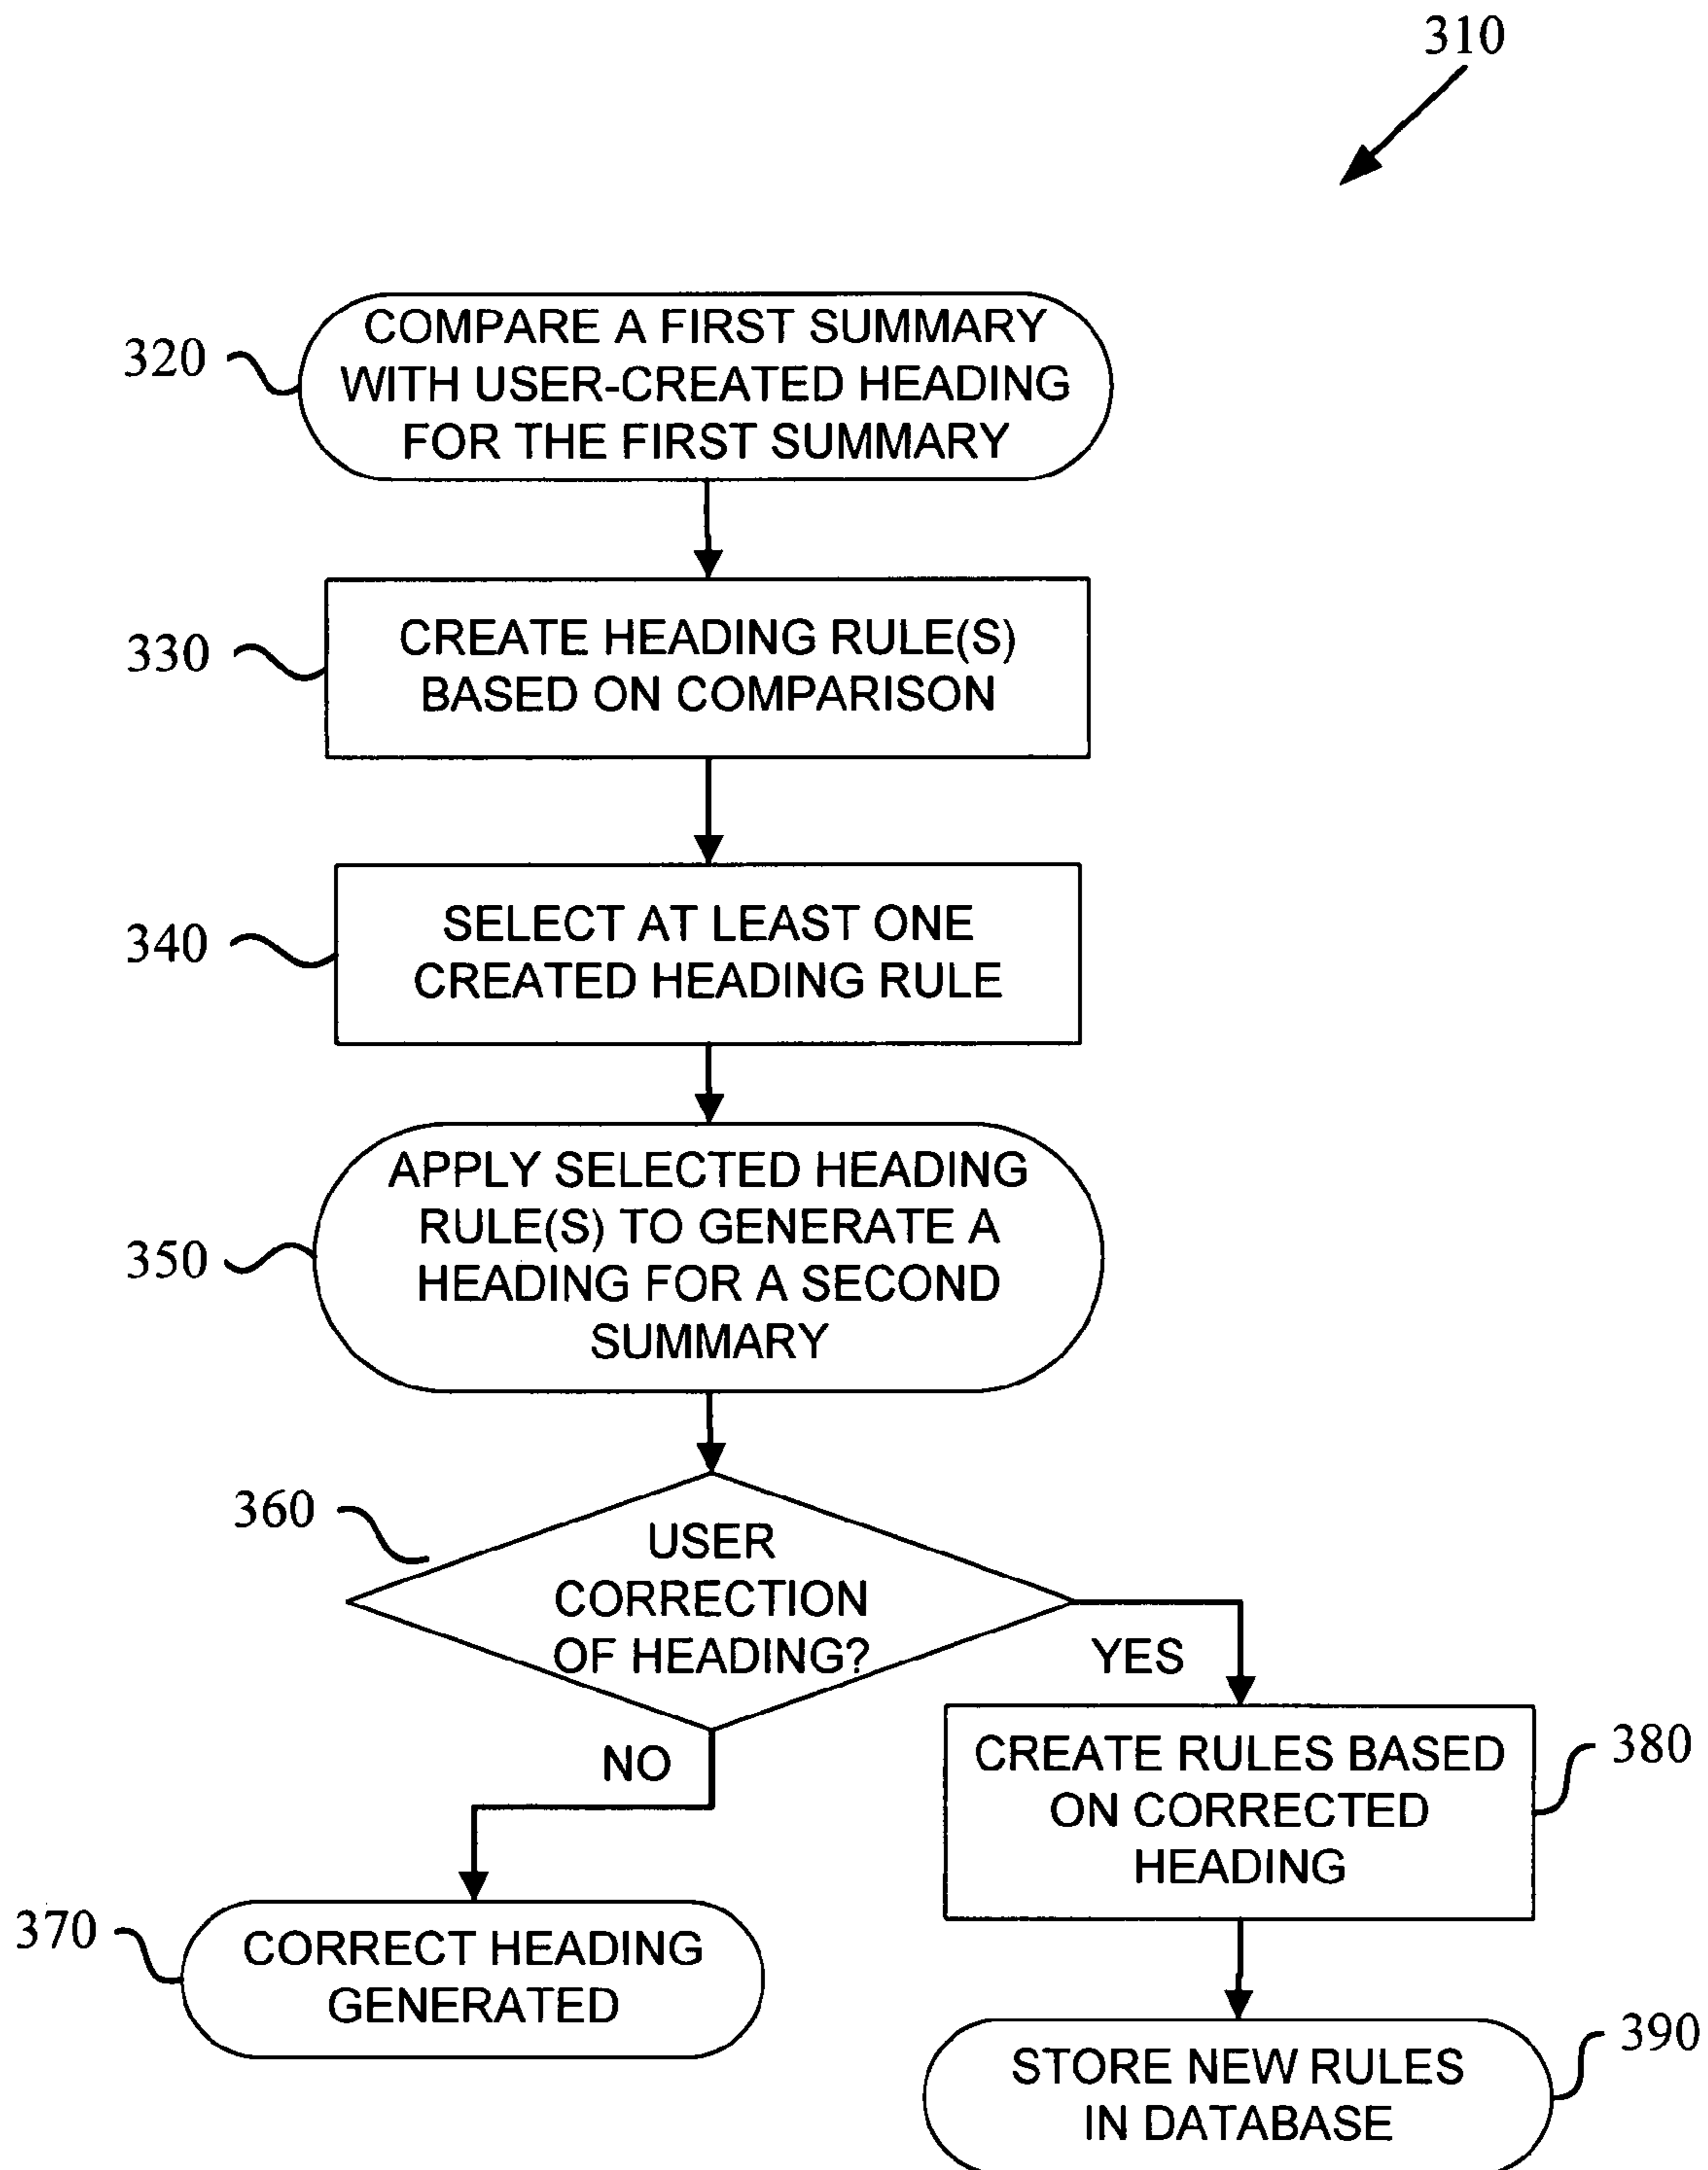 310
320
COMPARE A FIRST SUMMARY
WITH USER-CREATED HEADING
FOR THE FIRST SUMMARY
330
CREATE HEADING RULE(S)
BASED ON COMPARISON
340
SELECT AT LEAST ONE
CREATED HEADING RULE
350
APPLY SELECTED HEADING
RULE(S) TO GENERATE A
HEADING FOR A SECOND
SUMMARY
360
USER
CORRECTION
OF HEADING?
YES
NO
380
CREATE RULES BASED
ON CORRECTED
HEADING
370
CORRECT HEADING
GENERATED
390
STORE NEW RULES
IN DATABASE